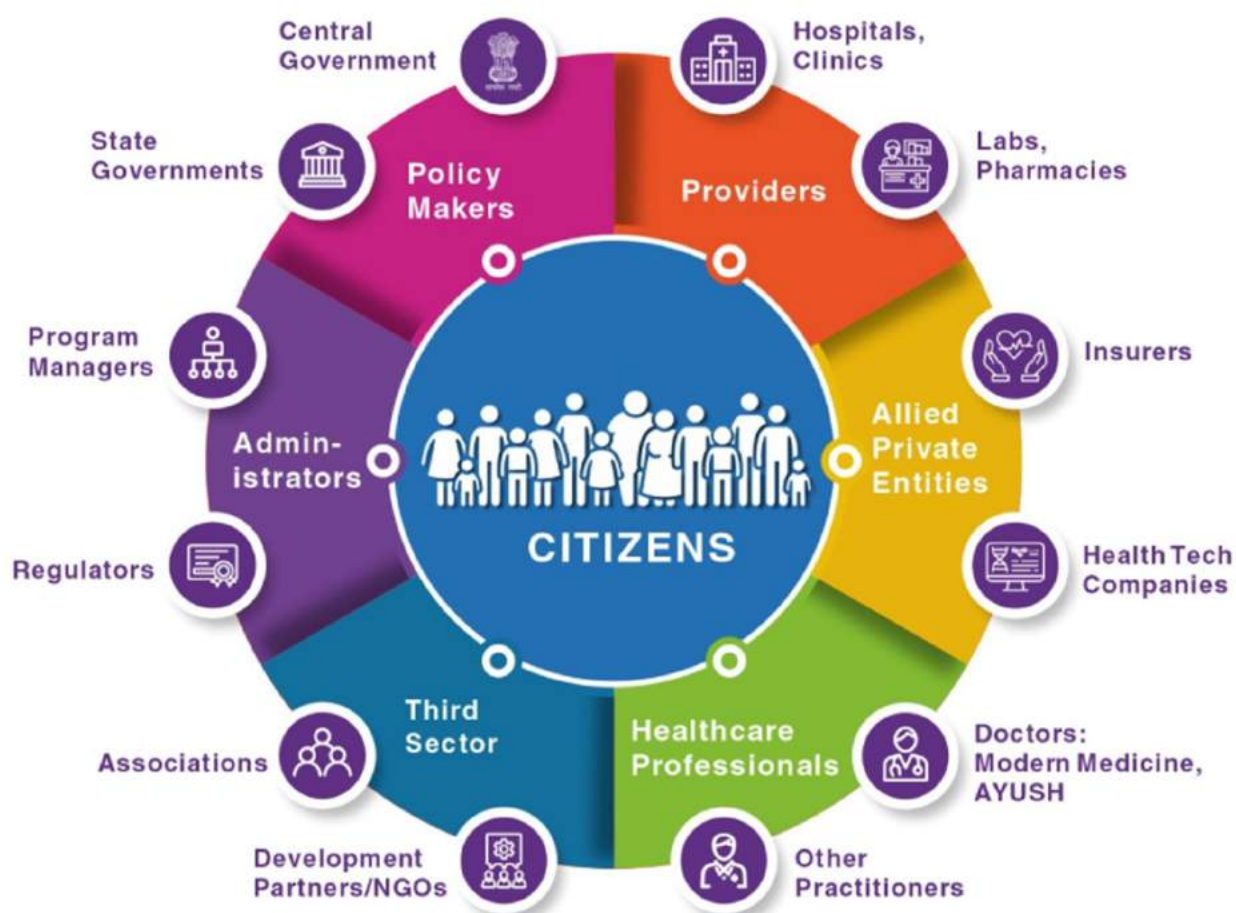 Central
Government
Hospitals,
Clinics
State
Governments
Labs,
Pharmacies
Policy
Makers
Providers
Program
Managers
Insurers
Admin-
istrators
Allied
Private
Entities
CITIZENS
Regulators
Health Tech
Companies
Third
Sector
Healthcare
Professionals
Associations
Doctors:
Modern Medicine,
AYUSH
Development
Partners/NGOs
Other
Practitioners